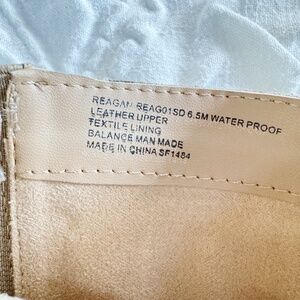 REAGAN REAG01SD 6.5M WATER PROOF
LEATHER UPPER
TEXTILE LINING
BALANCE MAN MADE
MADE IN CHINA SF1484